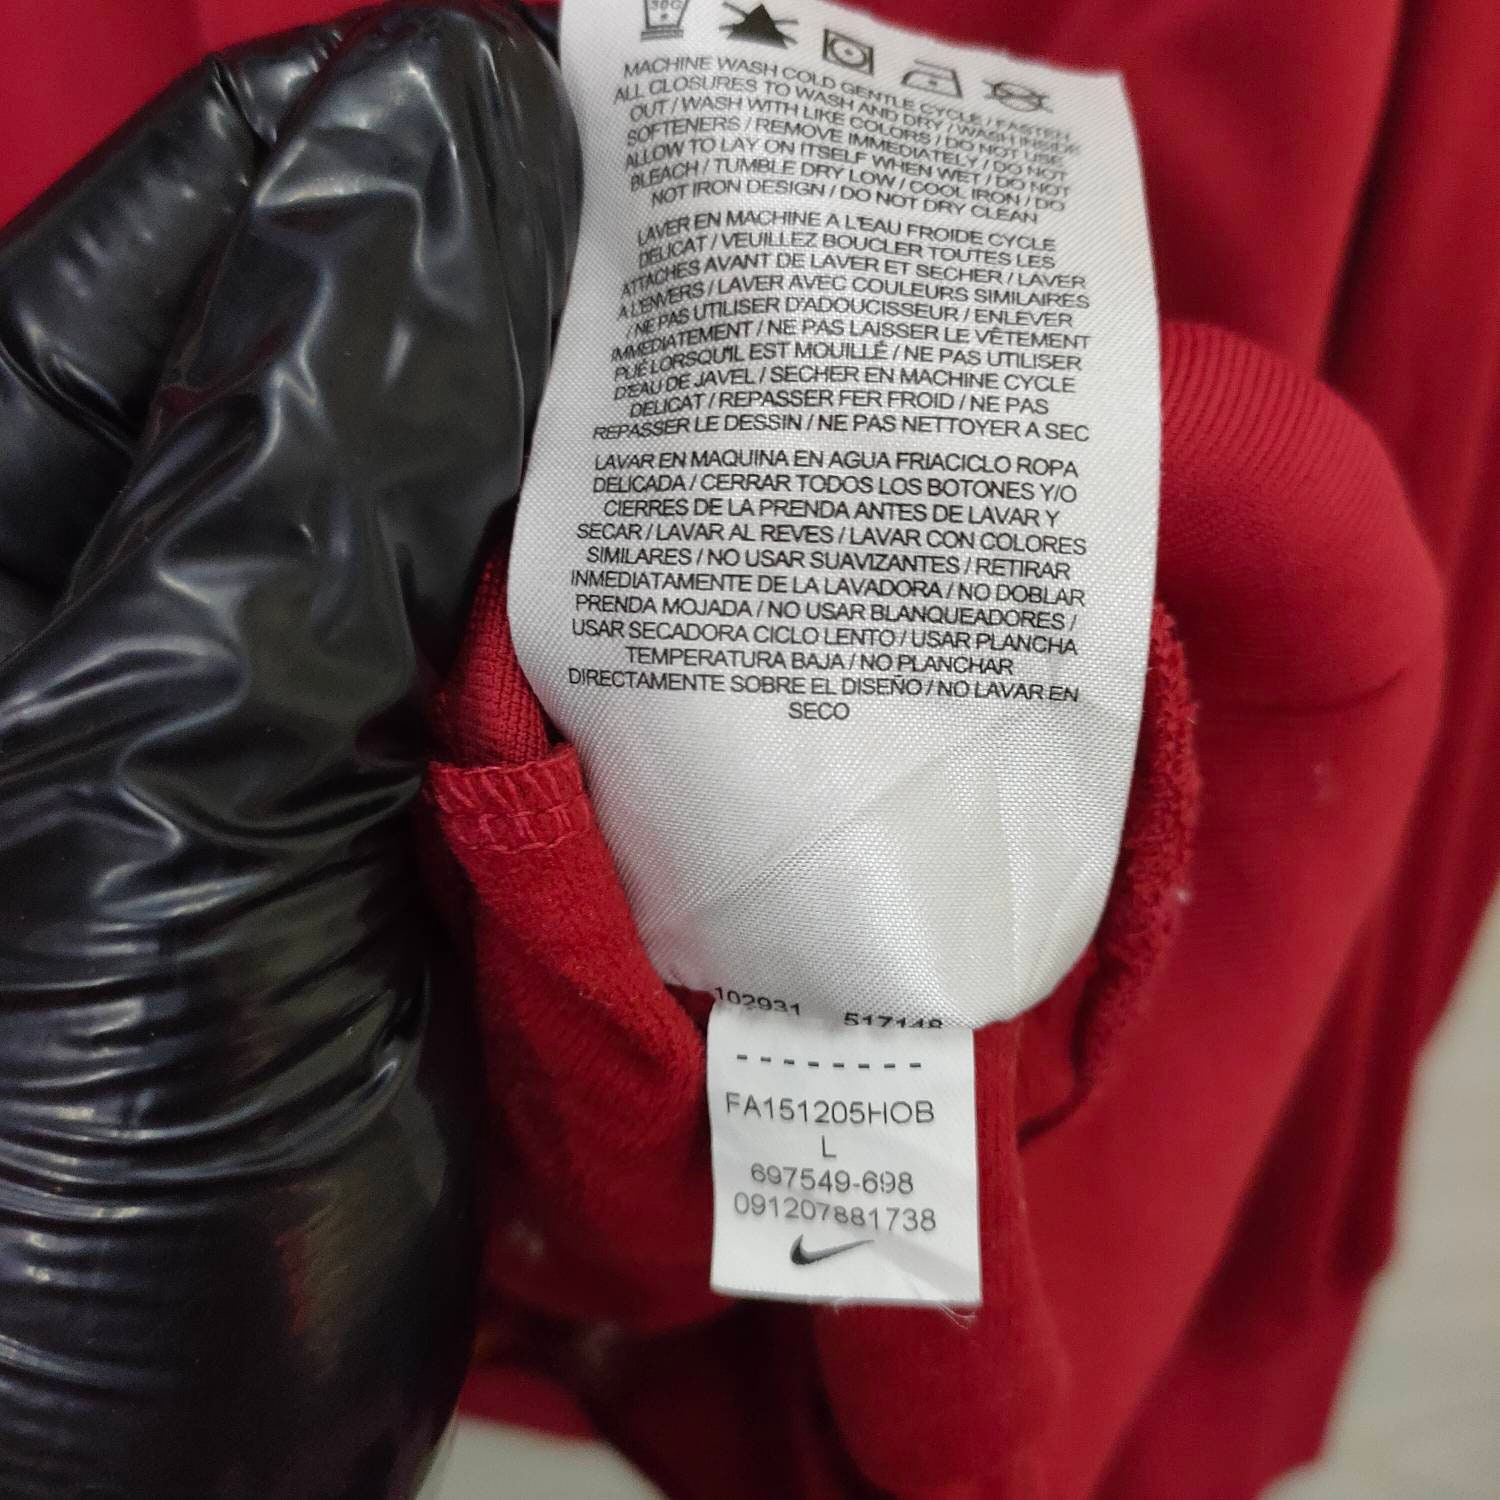 30C
MACHINE WASH COLD GENTLE CYCLE / FASTEN
ALL CLOSURES TO WASH AND DRY / WASH INSIDE
OUT / WASH WITH LIKE COLORS / DO NOT USE
SOFTENERS / REMOVE IMMEDIATELY / DO NOT
ALLOW TO LAY ON ITSELF WHEN WET / DO NOT
BLEACH / TUMBLE DRY LOW / COOL IRON / DO
NOT IRON DESIGN / DO NOT DRY CLEAN
LAVER EN MACHINE A L'EAU FROIDE CYCLE
DELICAT / VEUILLEZ BOUCLER TOUTES LES
ATTACHES AVANT DE LAVER ET SECHER / LAVER
A L'ENVERS / LAVER AVEC COULEURS SIMILAIRES
/ NE PAS UTILISER D'ADOUCISSEUR / ENLEVER
IMMEDIATEMENT / NE PAS LAISSER LE VÊTEMENT
PLIÉ LORSQU'IL EST MOUILLÉ / NE PAS UTILISER
D'EAU DE JAVEL / SECHER EN MACHINE CYCLE
DELICAT / REPASSER FER FROID / NE PAS
REPASSER LE DESSIN / NE PAS NETTOYER A SEC
LAVAR EN MAQUINA EN AGUA FRIACICLO ROPA
DELICADA / CERRAR TODOS LOS BOTONES Y/O
CIERRES DE LA PRENDA ANTES DE LAVAR Y
SECAR / LAVAR AL REVES / LAVAR CON COLORES
SIMILARES / NO USAR SUAVIZANTES / RETIRAR
INMEDIATAMENTE DE LA LAVADORA / NO DOBLAR
PRENDA MOJADA / NO USAR BLANQUEADORES /
USAR SECADORA CICLO LENTO / USAR PLANCHA
TEMPERATURA BAJA / NO PLANCHAR
DIRECTAMENTE SOBRE EL DISEÑO / NO LAVAR EN
SECO
102931 517148
--------
FA151205HOB
L
697549-698
091207881738